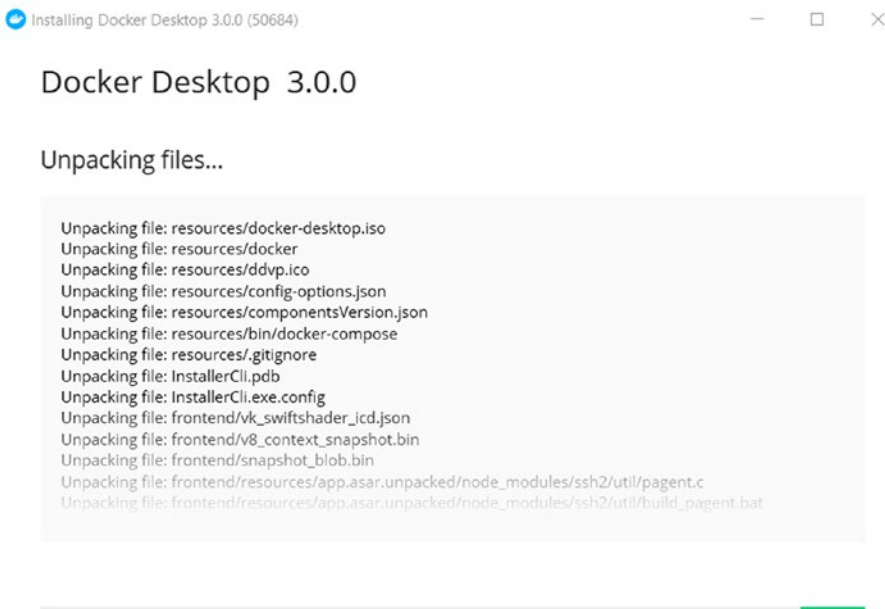 Installing Docker Desktop 3.0.0 (50684)
Docker Desktop 3.0.0
Unpacking files...
Unpacking file: resources/docker-desktop.iso
Unpacking file: resources/docker
Unpacking file: resources/ddvp.ico
Unpacking file: resources/config-options.json
Unpacking file: resources/componentsVersion.json
Unpacking file: resources/bin/docker-compose
Unpacking file: resources/.gitignore
Unpacking file: InstallerCli.pdb
Unpacking file: InstallerCli.exe.config
Unpacking file: frontend/vk_swiftshader_icd.json
Unpacking file: frontend/v8_context_snapshot.bin
Unpacking file: frontend/snapshot_blob.bin
Unpacking file: frontend/resources/app.asar.unpacked/node_modules/ssh2/util/pagent.c
Unpacking file: frontend/resources/app.asar.unpacked/node_modules/ssh2/util/build_pagent.bat